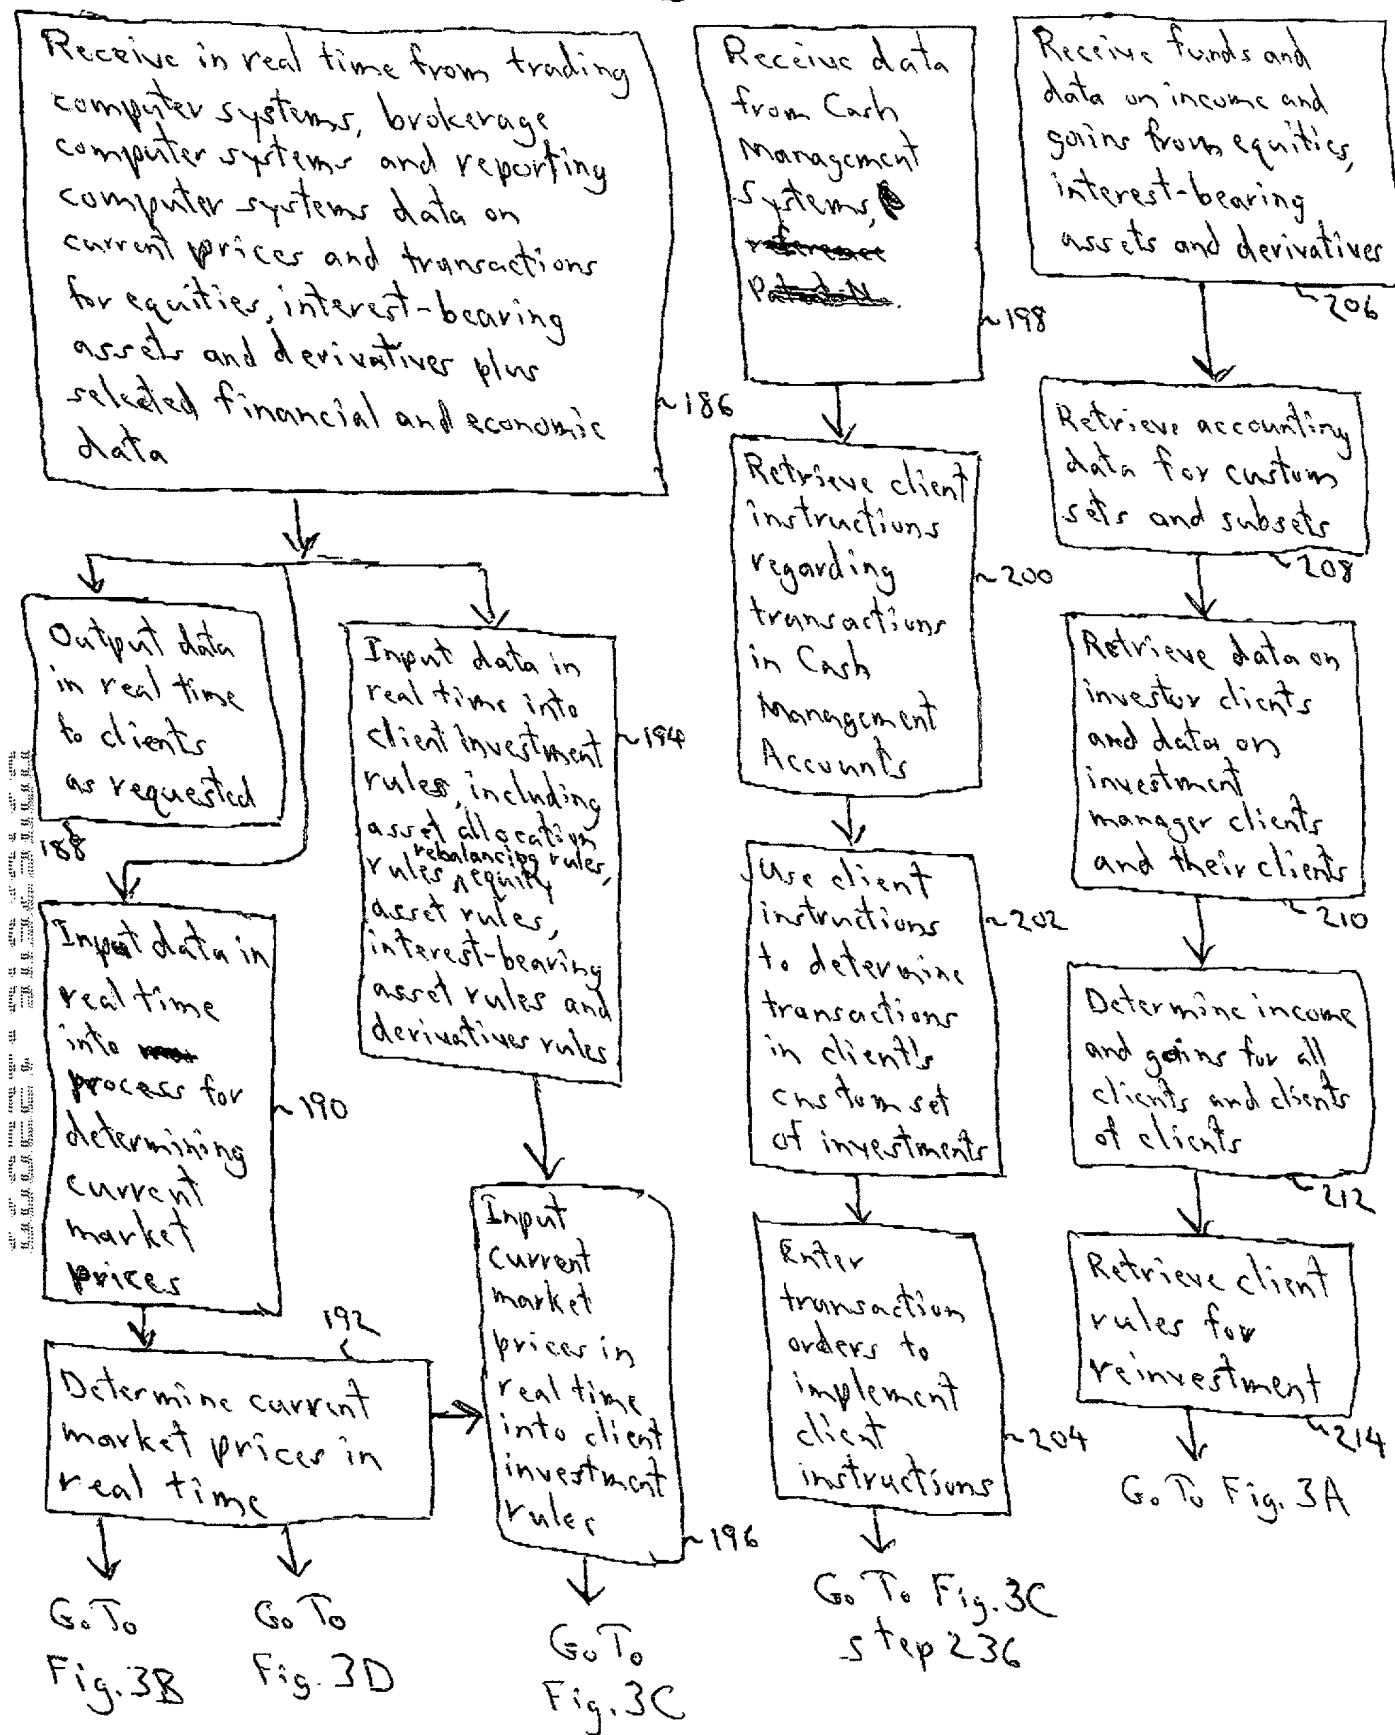 Receive in real time from trading
computer systems, brokerage
computer systems and reporting
computer systems data on
current prices and transactions
for equities, interest-bearing
assets and derivatives plus
selected financial and economic
data
~186
Output data
in real time
to clients
as requested
188
Input data in
real time
into
process for
determining
current
market
prices
~190
192
Determine current
market prices in
real time
Go To
Fig. 3B
Go To
Fig. 3D
Input data in
real time into
client investment
rules, including
asset allocation
rebalancing rules,
rules, equity
asset rules,
interest-bearing
asset rules and
derivatives rules
~194
Input
current
market
prices in
real time
into client
investment
rules
~196
Go To
Fig. 3C
Receive data
from Cash
Management
Systems,
~198
Retrieve client
instructions
regarding
transactions
in Cash
Management
Accounts
~200
Use client
instructions
to determine
transactions
in client's
custom set
of investments
~202
Enter
transaction
orders to
implement
client
instructions
~204
Go To Fig. 3C
step 236
Receive funds and
data on income and
gains from equities,
interest-bearing
assets and derivatives
~206
Retrieve accounting
data for custom
sets and subsets
~208
Retrieve data on
investor clients
and data on
investment
manager clients
and their clients
~210
Determine income
and gains for all
clients and clients
of clients
~212
Retrieve client
rules for
reinvestment
~214
Go To Fig. 3A